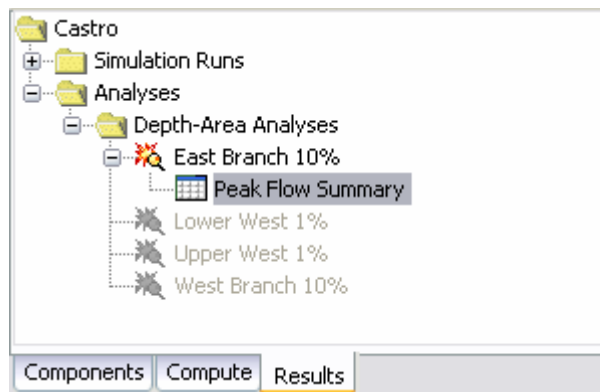 Castro
Simulation Runs
Analyses
Depth-Area Analyses
East Branch 10%
Peak Flow Summary
Lower West 1%
Upper West 1%
West Branch 10%
Components Compute Results